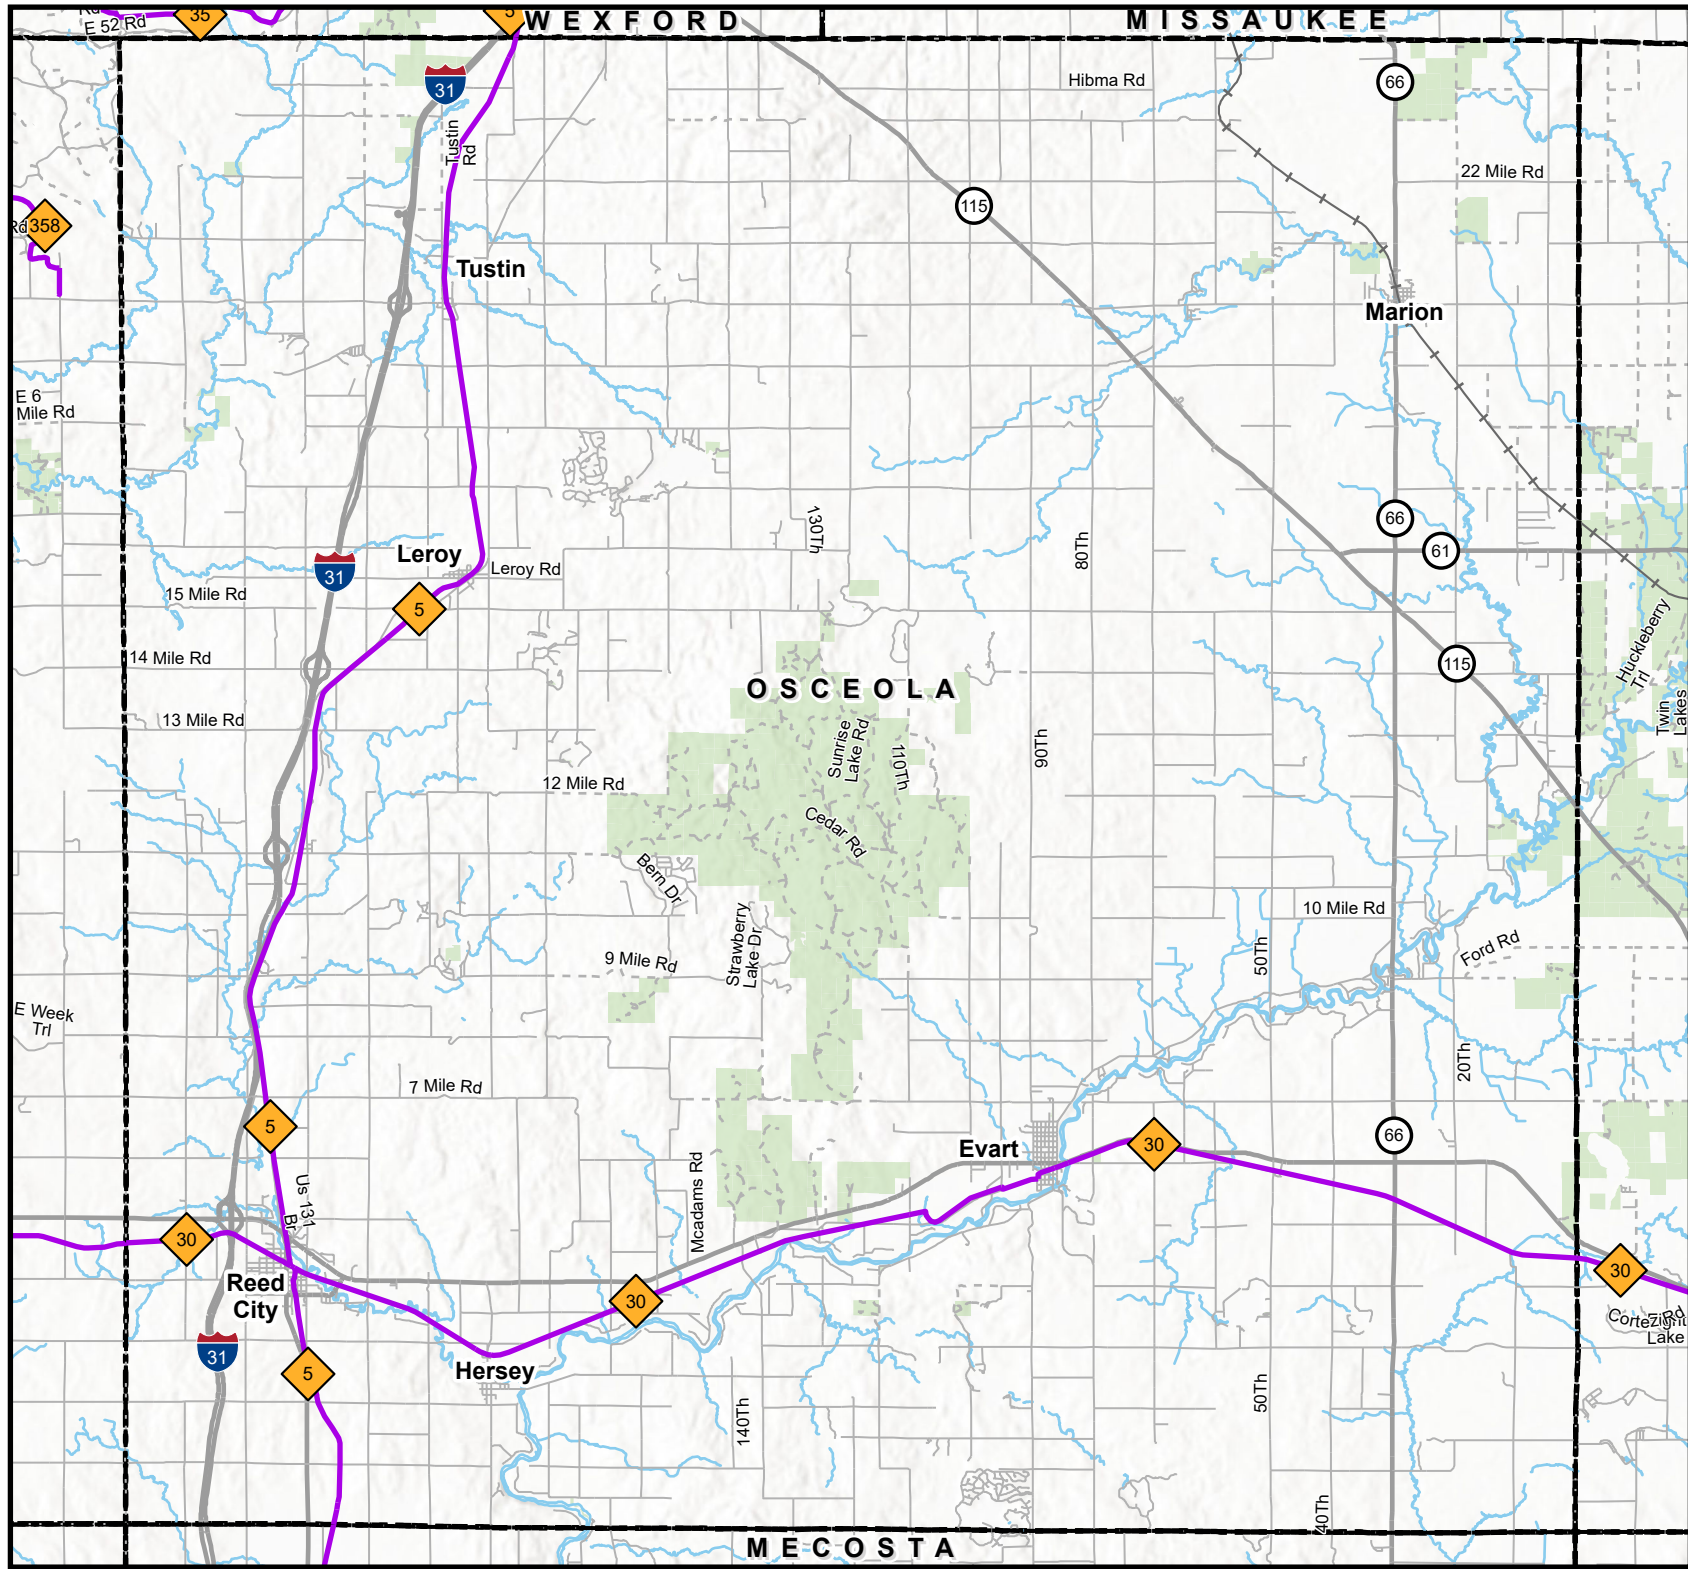 Rd
E 52 Rd
35
5
WEXFORD
MISSAUKEE
31
Hibma Rd
66
Tustin
Rd
22 Mile Rd
115
Rd
358
Tustin
Marion
E 6
Mile Rd
130Th
80Th
66
61
Leroy
Leroy Rd
31
15 Mile Rd
5
Huckleberry
Trl
14 Mile Rd
115
OSCEOLA
Twin
Lakes
13 Mile Rd
Sunrise
Lake Rd
110Th
90Th
12 Mile Rd
Cedar Rd
Bern Dr
10 Mile Rd
Strawberry
Lake Dr
9 Mile Rd
50Th
Ford Rd
E Week
Trl
20Th
7 Mile Rd
5
66
Evart
30
Mcadams Rd
Us 131
Br
30
Reed
City
30
30
Rd
Lake
31
Hersey
5
140Th
50Th
40Th
MECOSTA